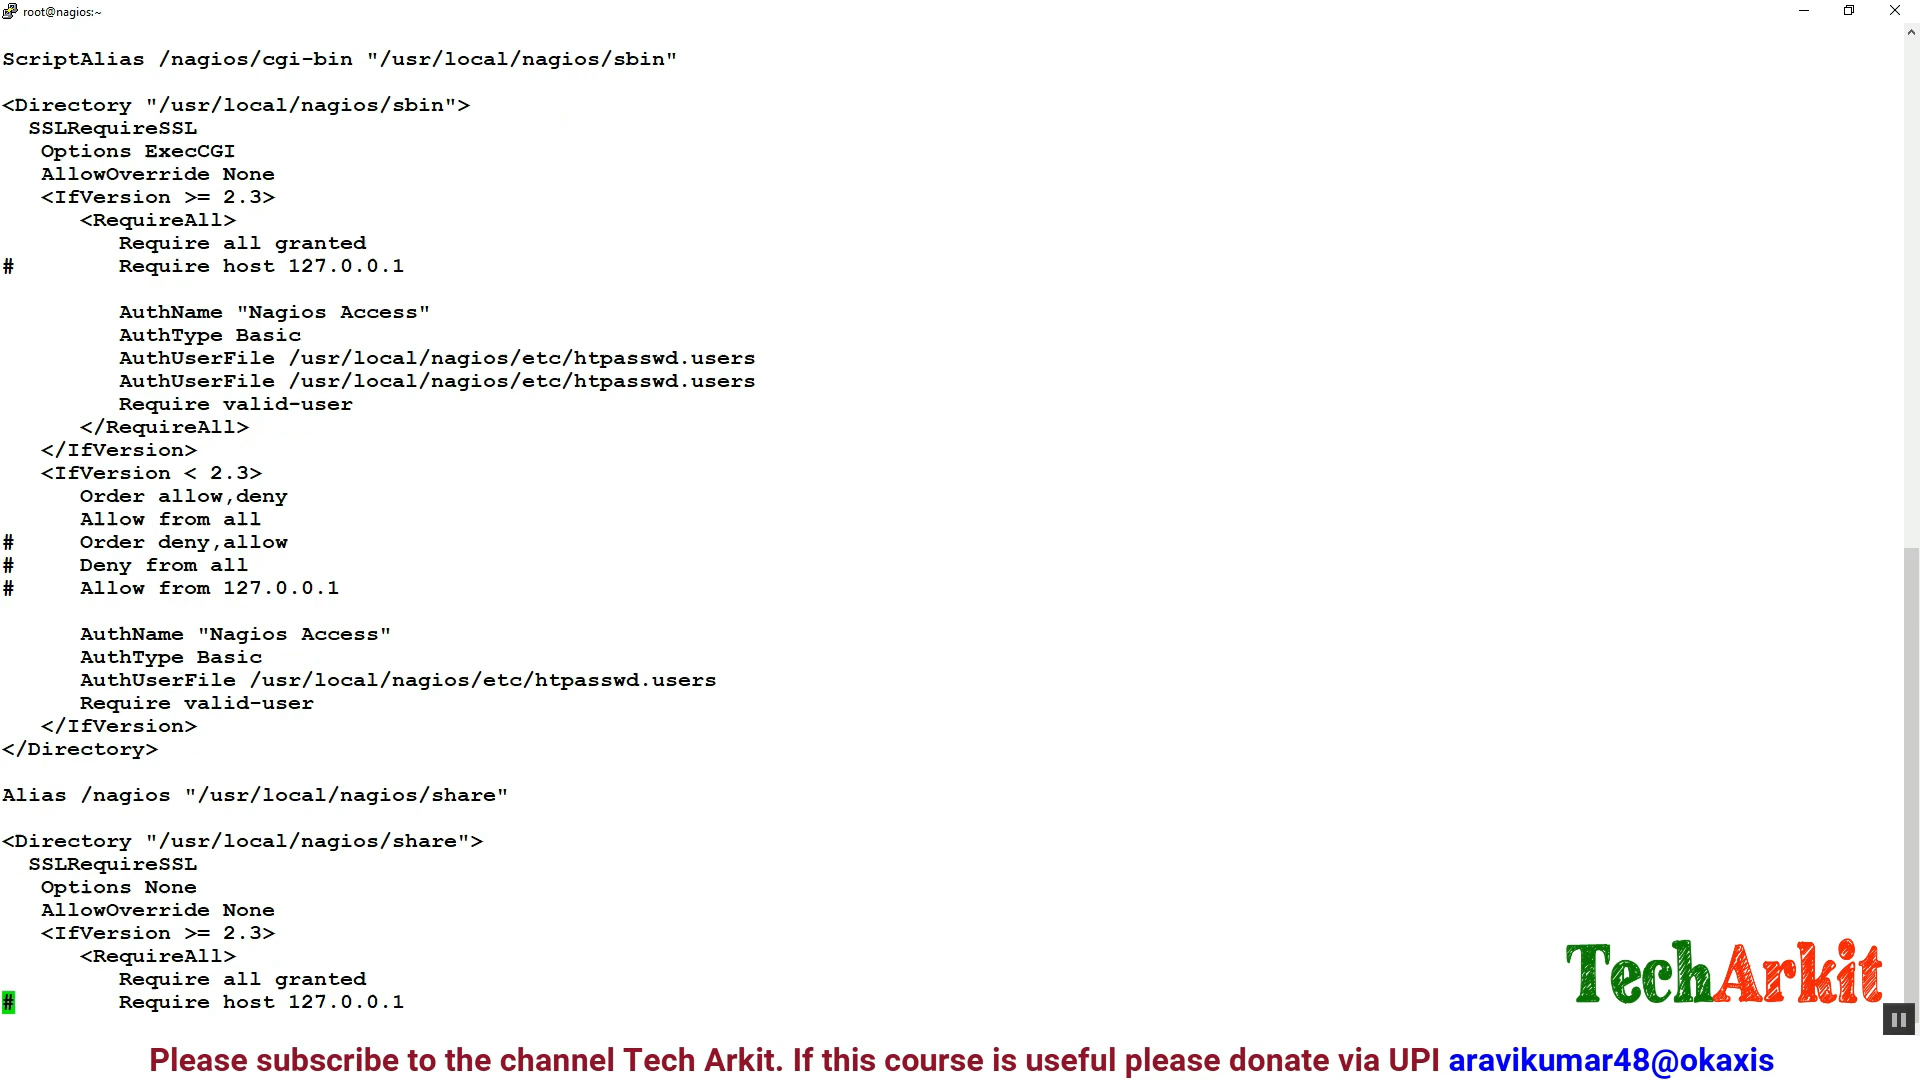 root@nagios:~
ScriptAlias /nagios/cgi-bin "/usr/local/nagios/sbin"
<Directory "/usr/local/nagios/sbin">
  SSLRequireSSL
   Options ExecCGI
   AllowOverride None
   <IfVersion >= 2.3>
      <RequireAll>
         Require all granted
#        Require host 127.0.0.1
         AuthName "Nagios Access"
         AuthType Basic
         AuthUserFile /usr/local/nagios/etc/htpasswd.users
         AuthUserFile /usr/local/nagios/etc/htpasswd.users
         Require valid-user
      </RequireAll>
   </IfVersion>
   <IfVersion < 2.3>
      Order allow,deny
      Allow from all
#     Order deny,allow
#     Deny from all
#     Allow from 127.0.0.1
      AuthName "Nagios Access"
      AuthType Basic
      AuthUserFile /usr/local/nagios/etc/htpasswd.users
      Require valid-user
   </IfVersion>
</Directory>
Alias /nagios "/usr/local/nagios/share"
<Directory "/usr/local/nagios/share">
  SSLRequireSSL
   Options None
   AllowOverride None
   <IfVersion >= 2.3>
      <RequireAll>
         Require all granted
#        Require host 127.0.0.1
TechArkit
Please subscribe to the channel Tech Arkit. If this course is useful please donate via UPI aravikumar48@okaxis